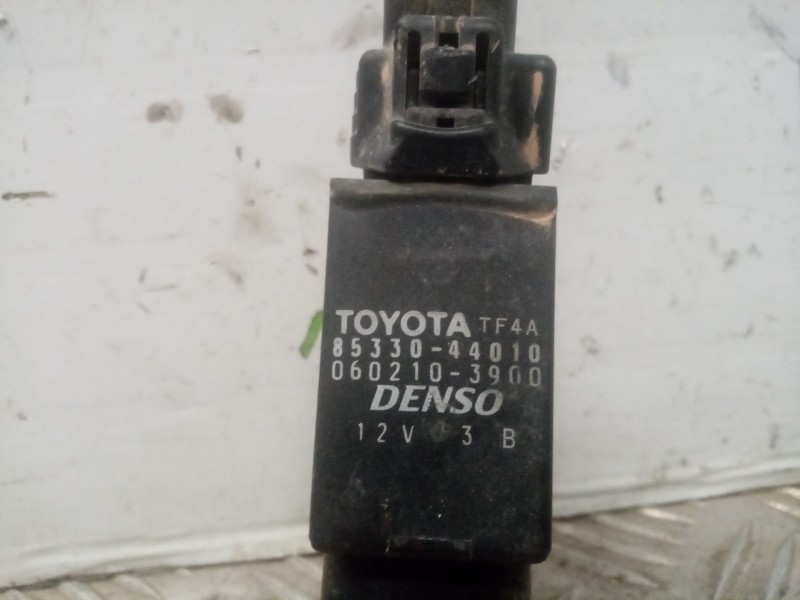 TOYOTA TF4A
85330-44010
060210-3900
DENSO
12V 3 B